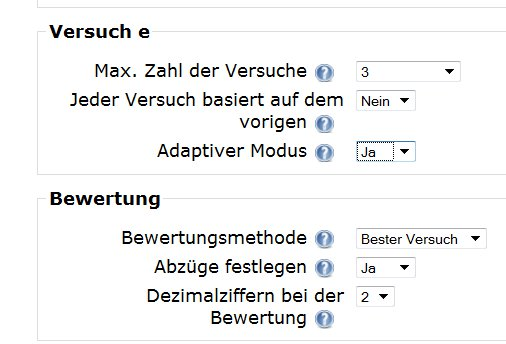 Versuch e
Max. Zahl der Versuche 3
Jeder Versuch basiert auf dem Nein
vorigen
Adaptiver Modus Ja
Bewertung
Bewertungsmethode Bester Versuch
Abzüge festlegen Ja
Dezimalziffern bei der 2
Bewertung